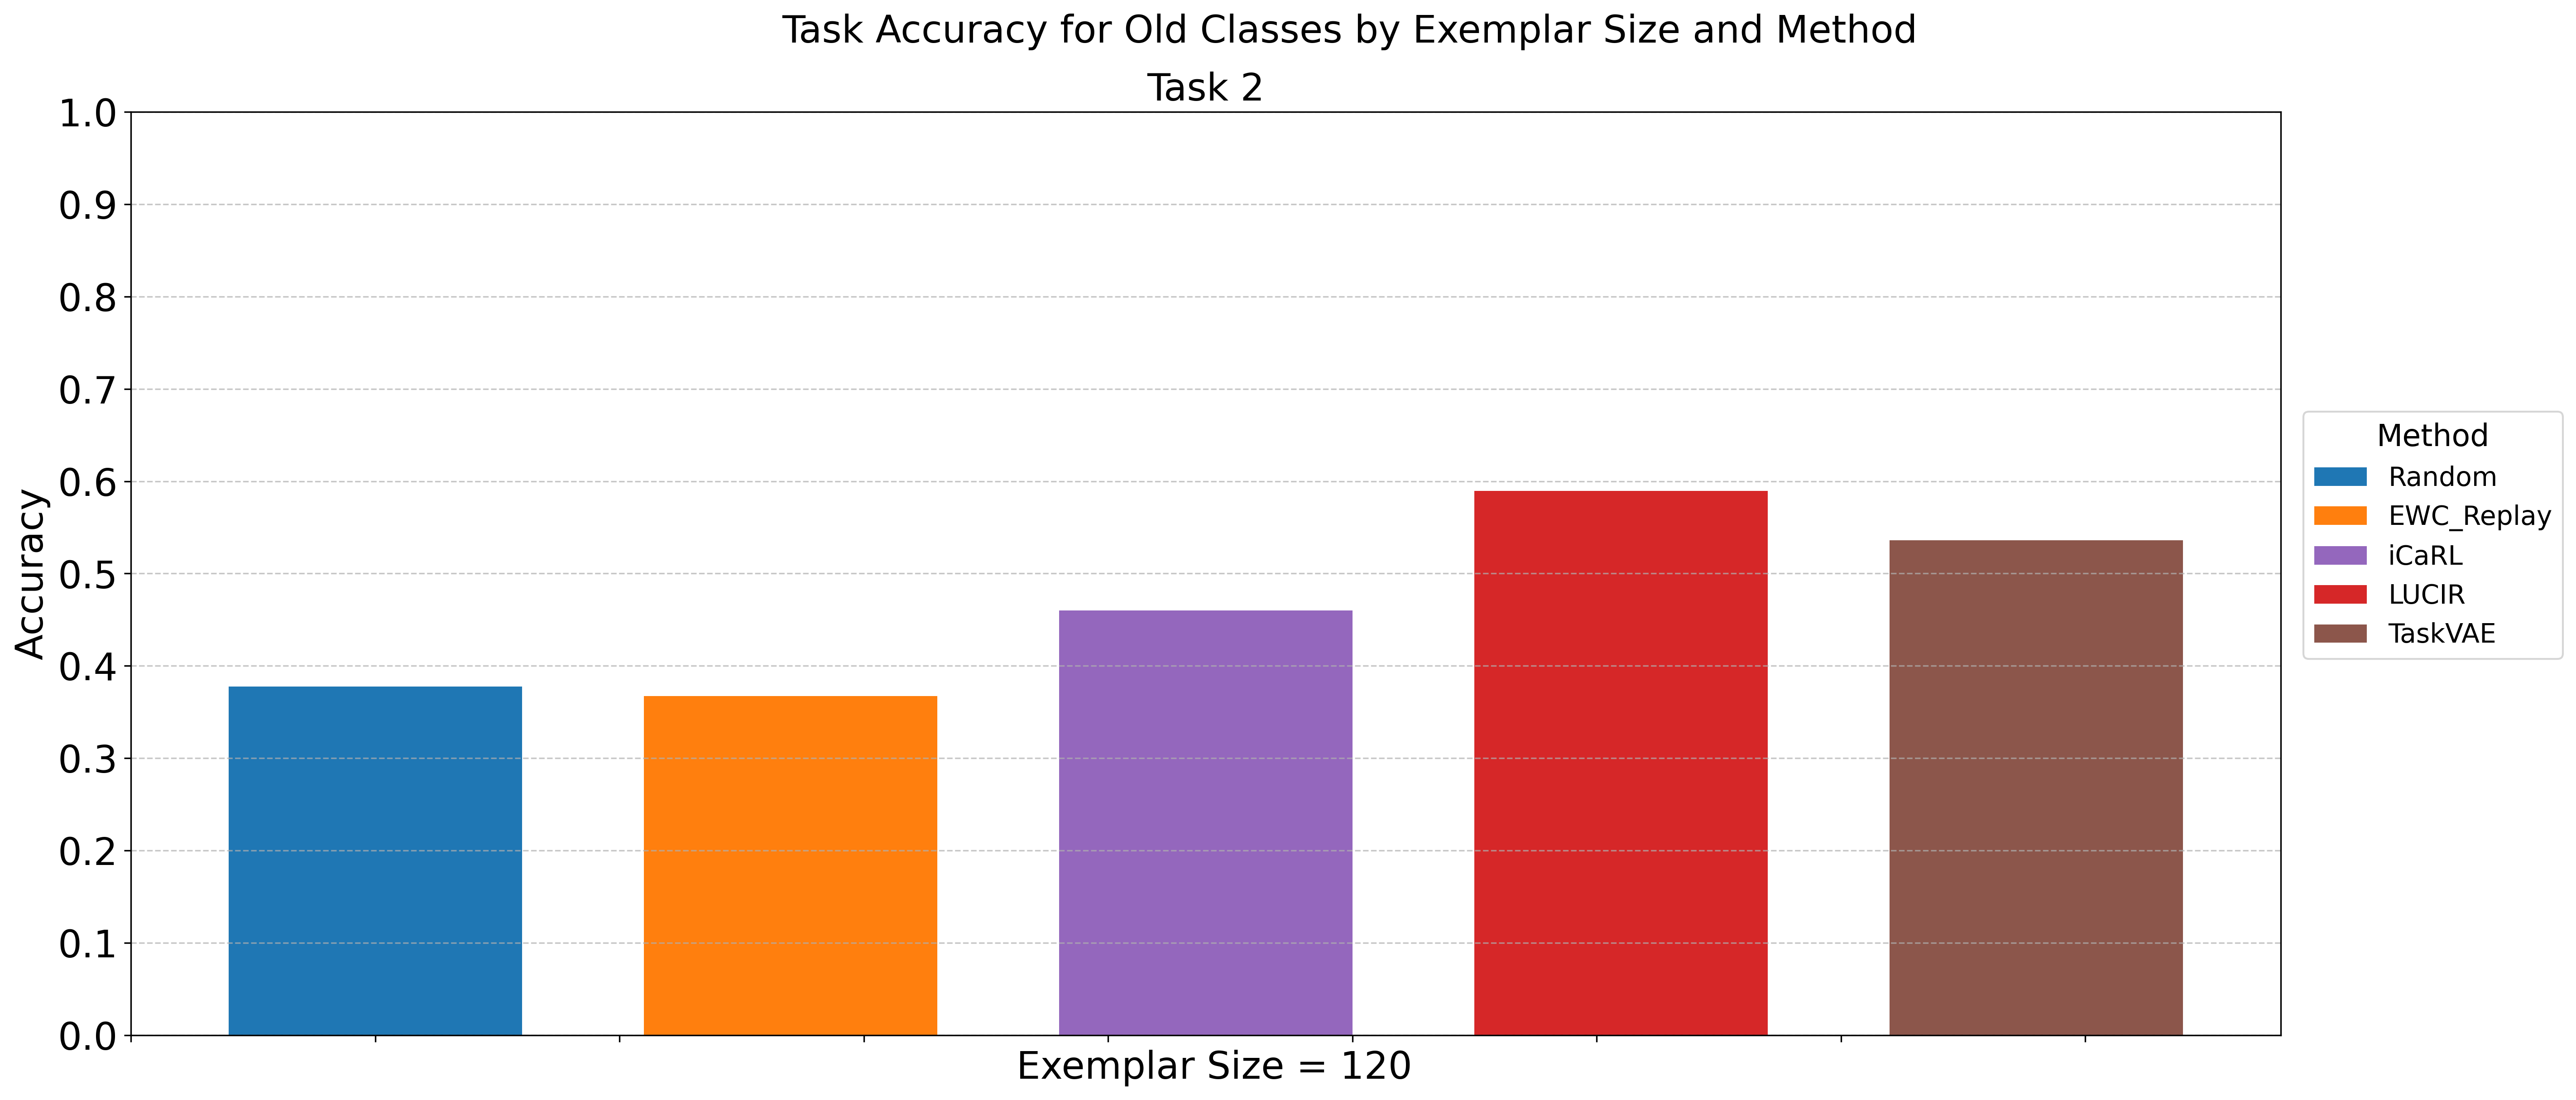 Task Accuracy for Old Classes by Exemplar Size and Method
Task 2
1.0
0.9
0.8
0.7
0.6
0.5
0.4
0.3
0.2
0.1
0.0
Accuracy
Exemplar Size = 120
Method
Random
EWC_Replay
iCaRL
LUCIR
TaskVAE